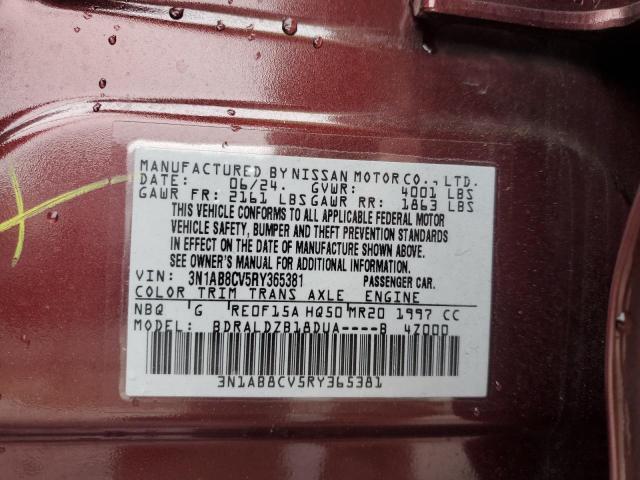 MANUFACTURED BY NISSAN MOTOR CO., LTD.
DATE: 06/24. GVWR: 4001 LBS
GAWR FR: 2161 LBS GAWR RR: 1863 LBS
THIS VEHICLE CONFORMS TO ALL APPLICABLE FEDERAL MOTOR
VEHICLE SAFETY, BUMPER AND THEFT PREVENTION STANDARDS
IN EFFECT ON THE DATE OF MANUFACTURE SHOWN ABOVE.
SEE OWNER'S MANUAL FOR ADDITIONAL INFORMATION.
VIN: 3N1AB8CV5RY365381 PASSENGER CAR.
COLOR TRIM TRANS AXLE ENGINE
NBQ G RE0F15A HQ50 MR20 1997 CC
MODEL: BDRALDZB18DUA----B 4Z000
3N1AB8CV5RY365381